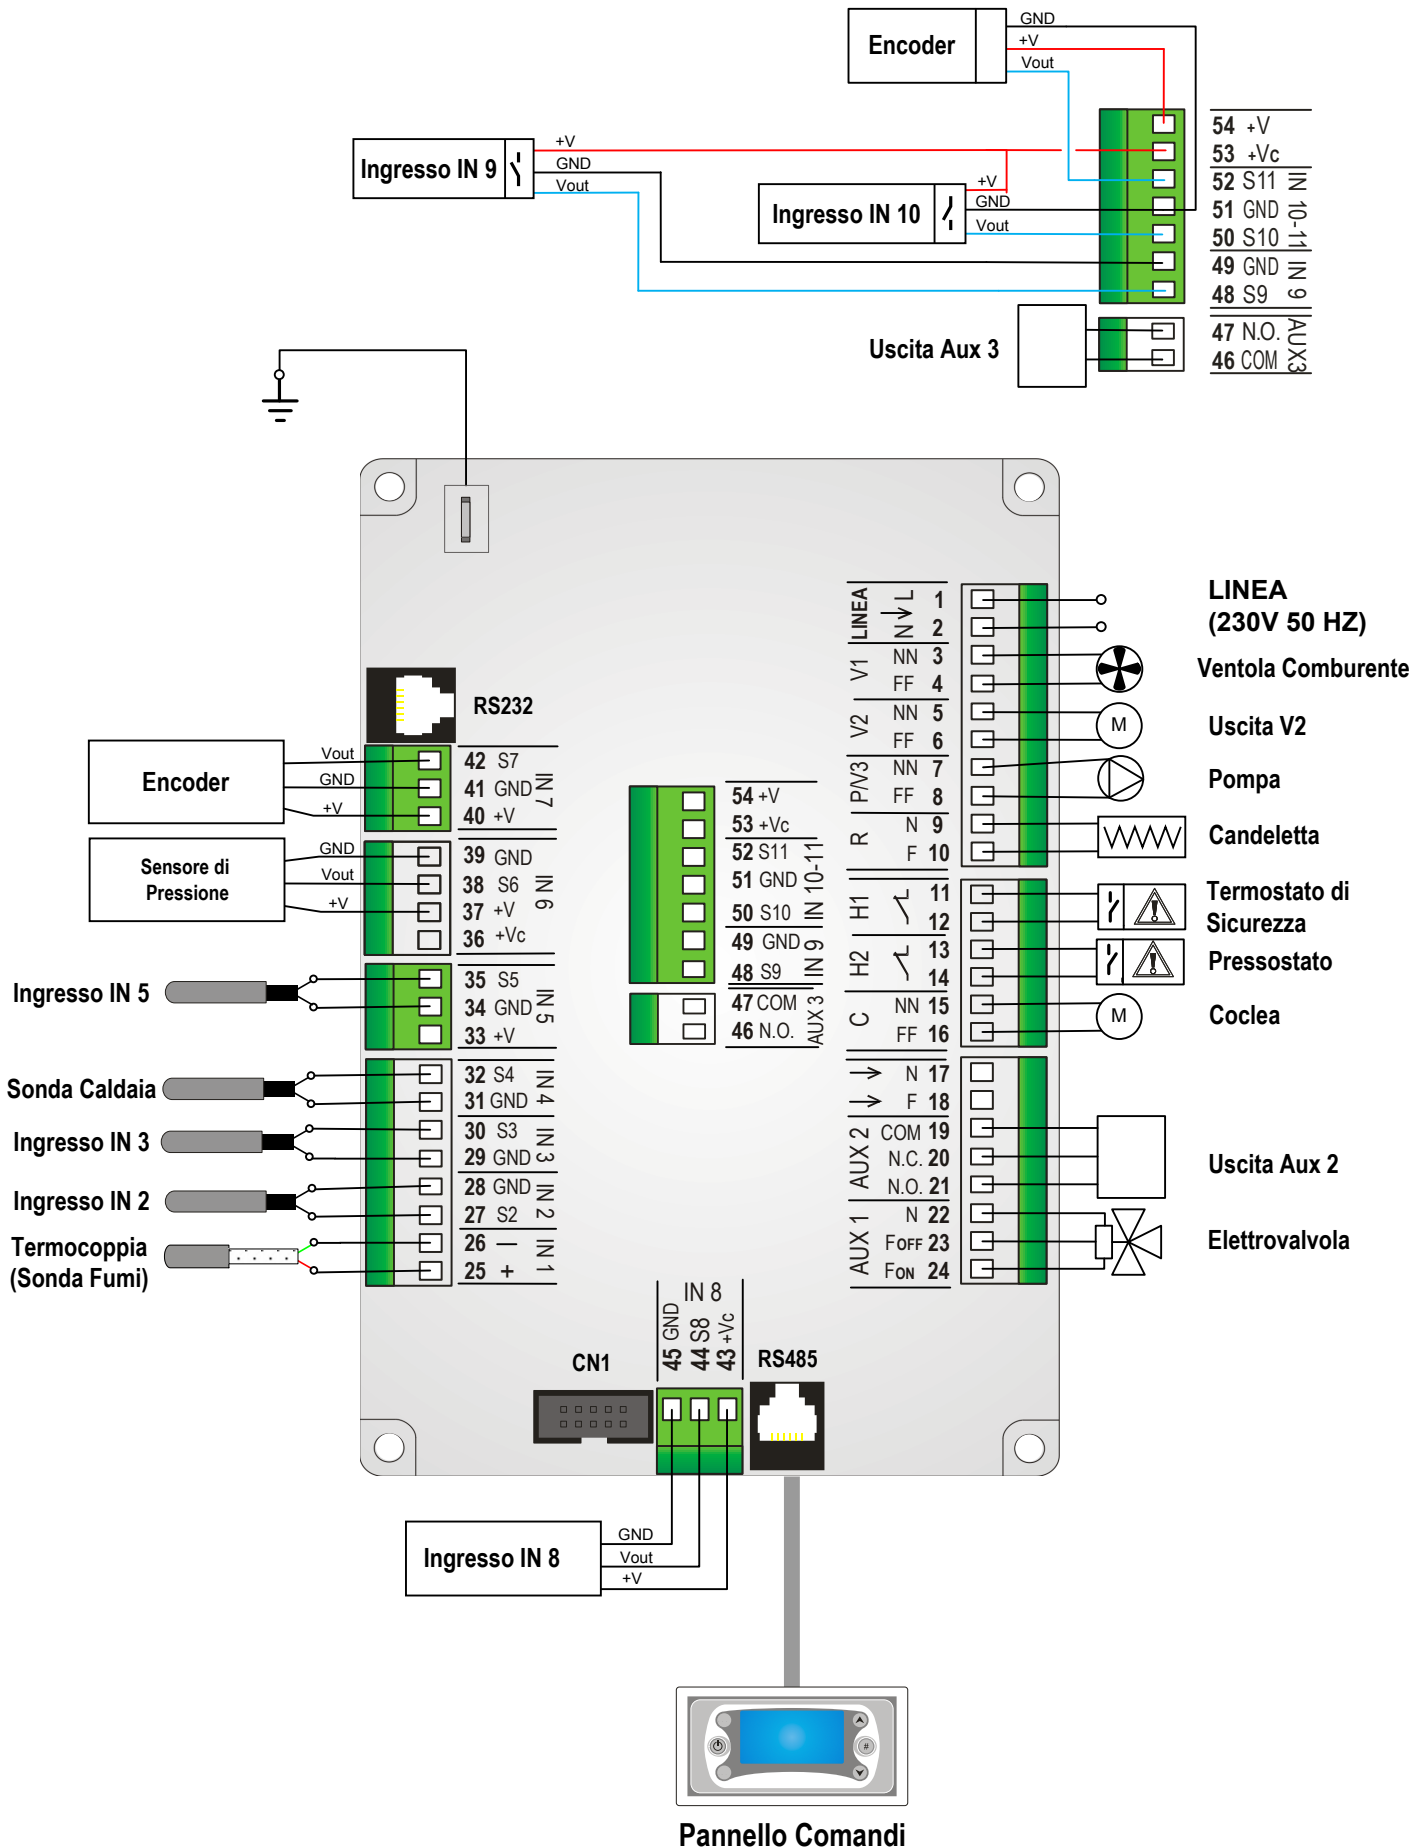 GND
Encoder
+V
Vout
54 +V
53 +Vc
52 S11
51 GND
50 S10
IN 10-11
49 GND
48 S9
IN 9
47 N.O.
46 COM
AUX3
Ingresso IN 9
+V
GND
Vout
Ingresso IN 10
+V
GND
Vout
Uscita Aux 3
LINEA
N L
1
2
LINEA
(230V 50 HZ)
V1
NN 3
FF 4
Ventola Comburente
V2
NN 5
FF 6
M
Uscita V2
P/V3
NN 7
FF 8
Pompa
R
N 9
F 10
Candeletta
H1
11
12
Termostato di
Sicurezza
H2
13
14
Pressostato
C
NN 15
FF 16
M
Coclea
N 17
F 18
AUX 2
COM 19
N.C. 20
N.O. 21
Uscita Aux 2
AUX 1
N 22
FOFF 23
FON 24
Elettrovalvola
RS232
Encoder
Vout
GND
+V
42 S7
41 GND
40 +V
IN 7
Sensore di
Pressione
GND
Vout
+V
39 GND
38 S6
37 +V
36 +Vc
IN 6
Ingresso IN 5
35 S5
34 GND
33 +V
IN 5
Sonda Caldaia
32 S4
31 GND
IN 4
Ingresso IN 3
30 S3
29 GND
IN 3
Ingresso IN 2
28 GND
27 S2
IN 2
Termocoppia
(Sonda Fumi)
26 —
25 +
IN 1
54 +V
53 +Vc
52 S11
51 GND
50 S10
IN 10-11
49 GND
48 S9
IN 9
47 COM
46 N.O.
AUX 3
IN 8
45 GND
44 S8
43 +Vc
CN1
RS485
Ingresso IN 8
GND
Vout
+V
#
Pannello Comandi